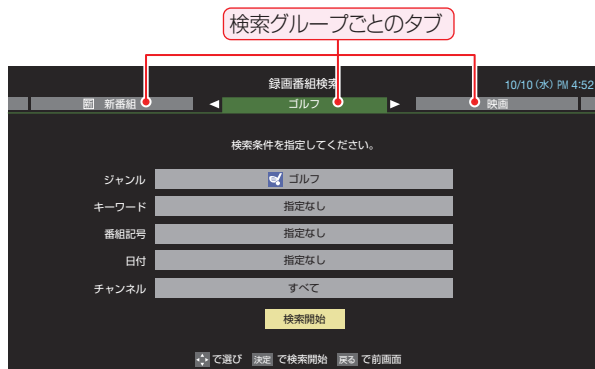 検索グループごとのタブ
録画番組検索
10/10 (水) PM 4:52
新 新番組
◀ ゴルフ ▶
映画
検索条件を指定してください。
ジャンル ゴルフ
キーワード 指定なし
番組記号 指定なし
日付 指定なし
チャンネル すべて
検索開始
で選び 決定 で検索開始 戻る で前画面